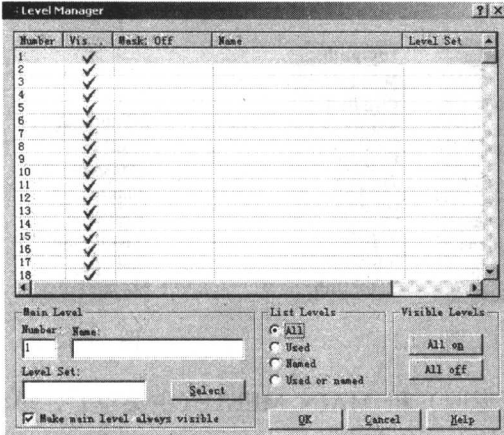 Level Manager
Number Vis... Mask: Off Name Level Set
1
2
3
4
5
6
7
8
9
10
11
12
13
14
15
16
17
18
Main Level
Number: Name:
1
Level Set:
Select
Make main level always visible
List Levels
All
Used
Named
Used or named
Visible Levels
All on
All off
OK Cancel Help